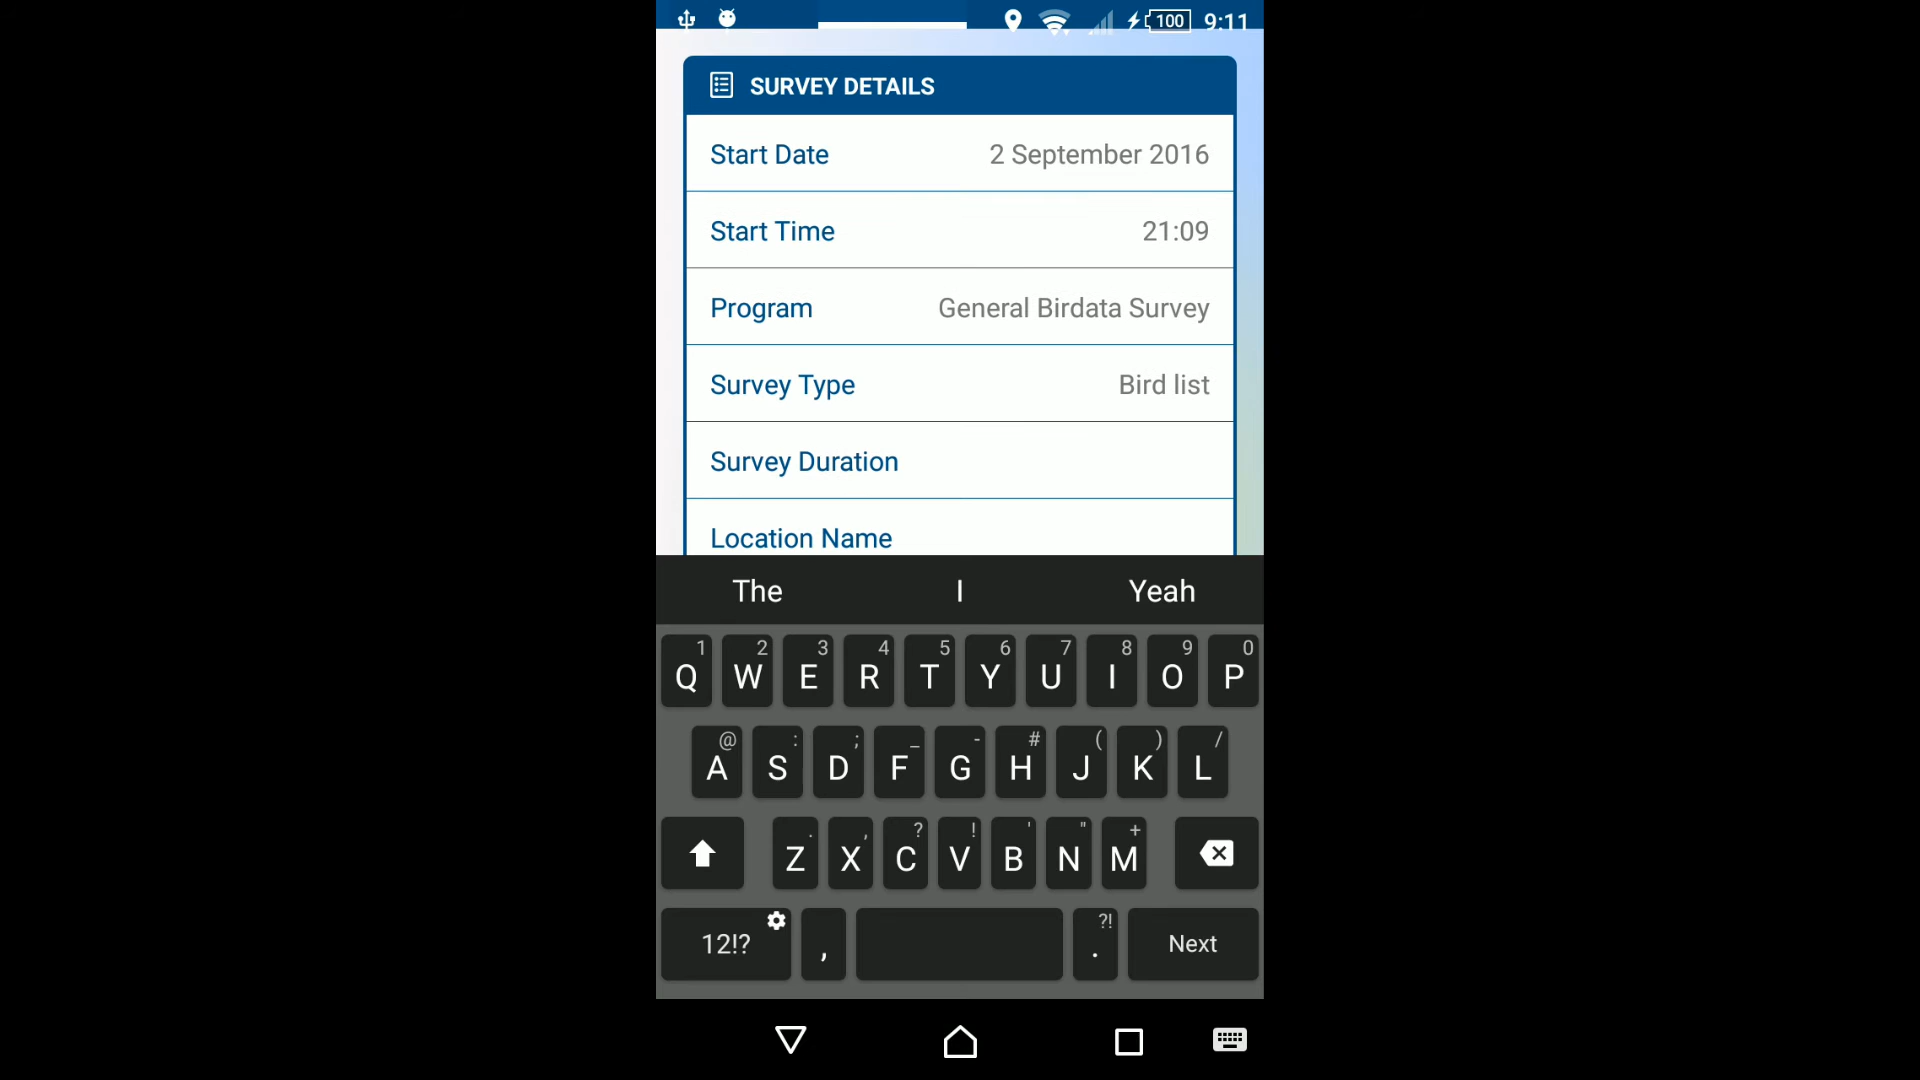 100 9:11
SURVEY DETAILS
Start Date 2 September 2016
Start Time 21:09
Program General Birdata Survey
Survey Type Bird list
Survey Duration
Location Name
The I Yeah
1 2 3 4 5 6 7 8 9 0
Q W E R T Y U I O P
@ : ; _ - # ( ) /
A S D F G H J K L
. , ? ! ' " +
Z X C V B N M
?!
12!? , . Next